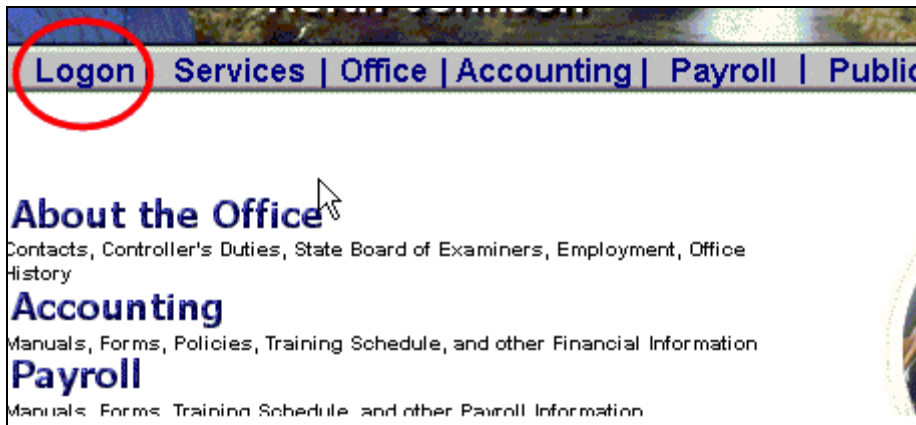 Logon | Services | Office | Accounting | Payroll | Public
About the Office
Contacts, Controller's Duties, State Board of Examiners, Employment, Office
History
Accounting
Manuals, Forms, Policies, Training Schedule, and other Financial Information
Payroll
Manuals, Forms, Training Schedule, and other Payroll Information